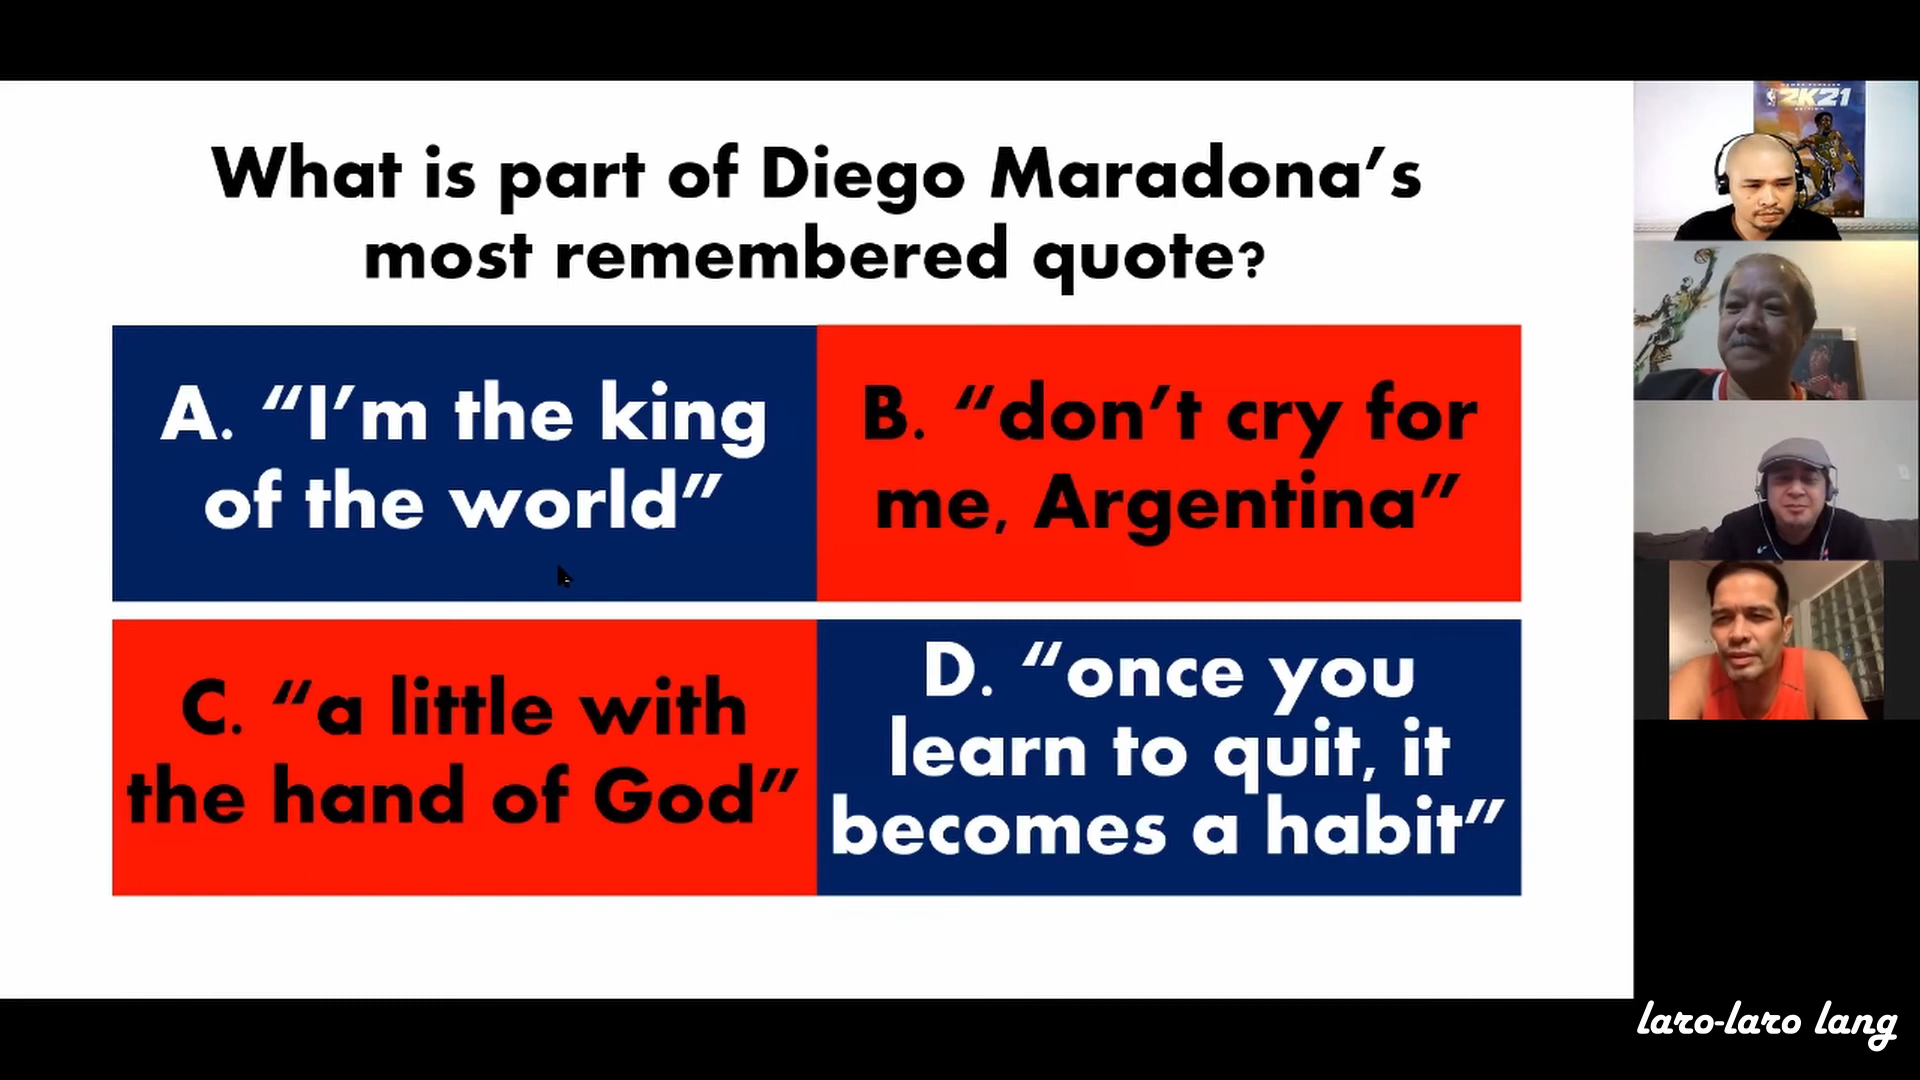 What is part of Diego Maradona’s
most remembered quote?
A. “I’m the king
of the world”
B. “don’t cry for
me, Argentina”
C. “a little with
the hand of God”
D. “once you
learn to quit, it
becomes a habit”
2K21
laro-laro lang